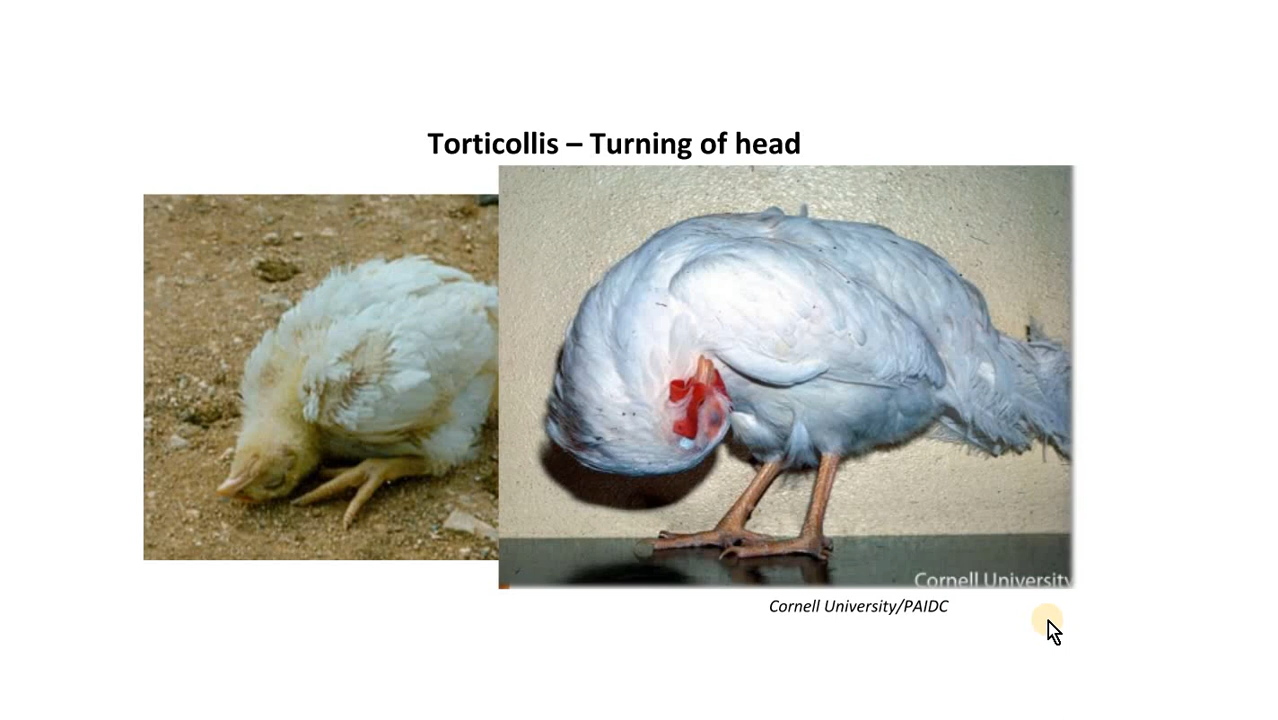 Torticollis – Turning of head
Cornell University
Cornell University/PAIDC